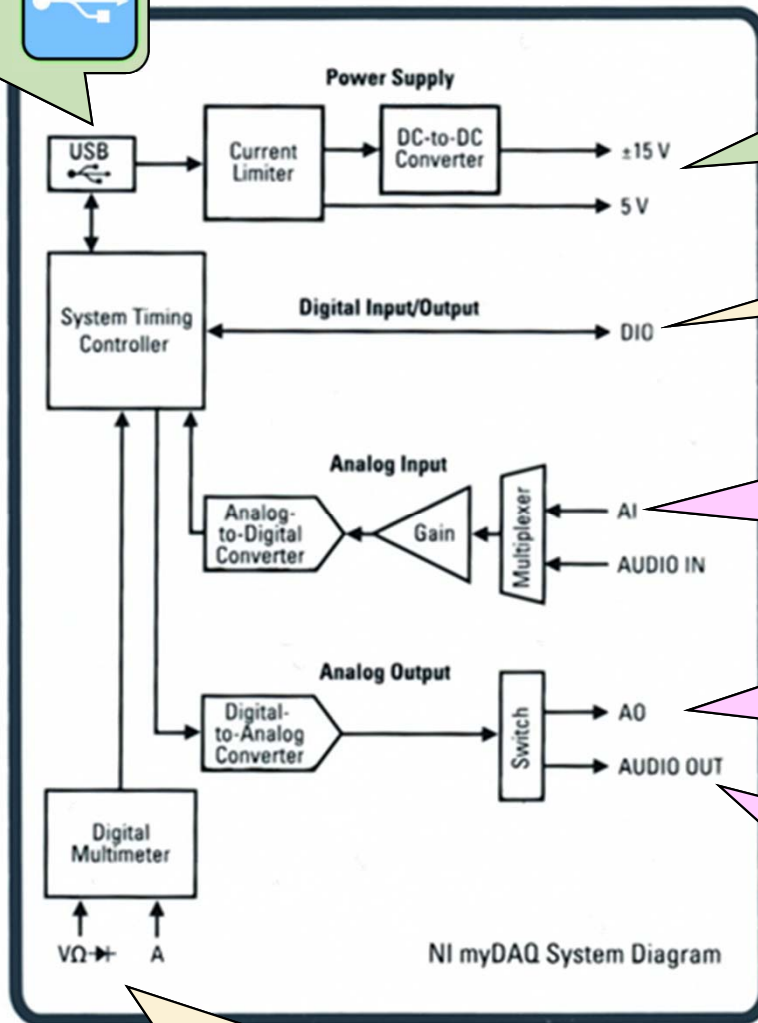 Power Supply
USB
Current
Limiter
DC-to-DC
Converter
±15 V
5 V
System Timing
Controller
Digital Input/Output
DIO
Analog Input
Analog-
to-Digital
Converter
Gain
Multiplexer
AI
AUDIO IN
Analog Output
Digital-
to-Analog
Converter
Switch
AO
AUDIO OUT
Digital
Multimeter
VΩ A
NI myDAQ System Diagram